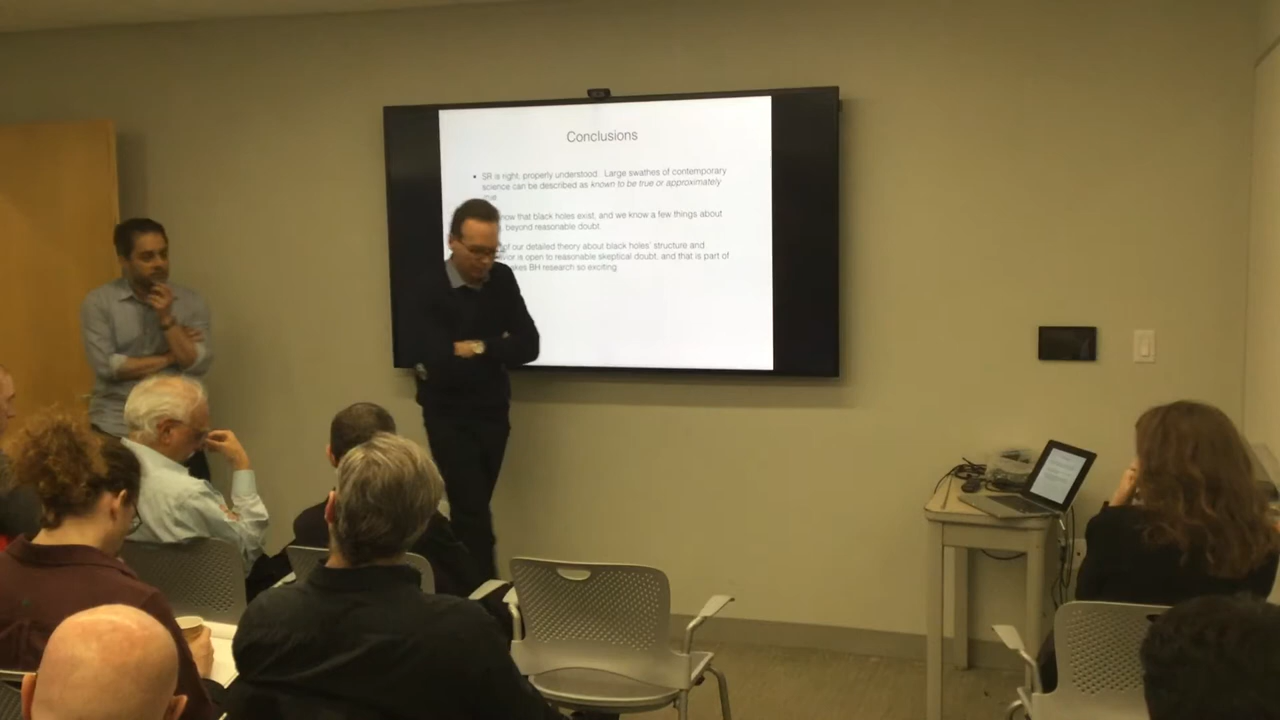 Conclusions
• SR is right, properly understood. Large swathes of contemporary
science can be described as known to be true or approximately
know that black holes exist, and we know a few things about
beyond reasonable doubt.
of our detailed theory about black holes' structure and
is open to reasonable skeptical doubt, and that is part of
BH research so exciting